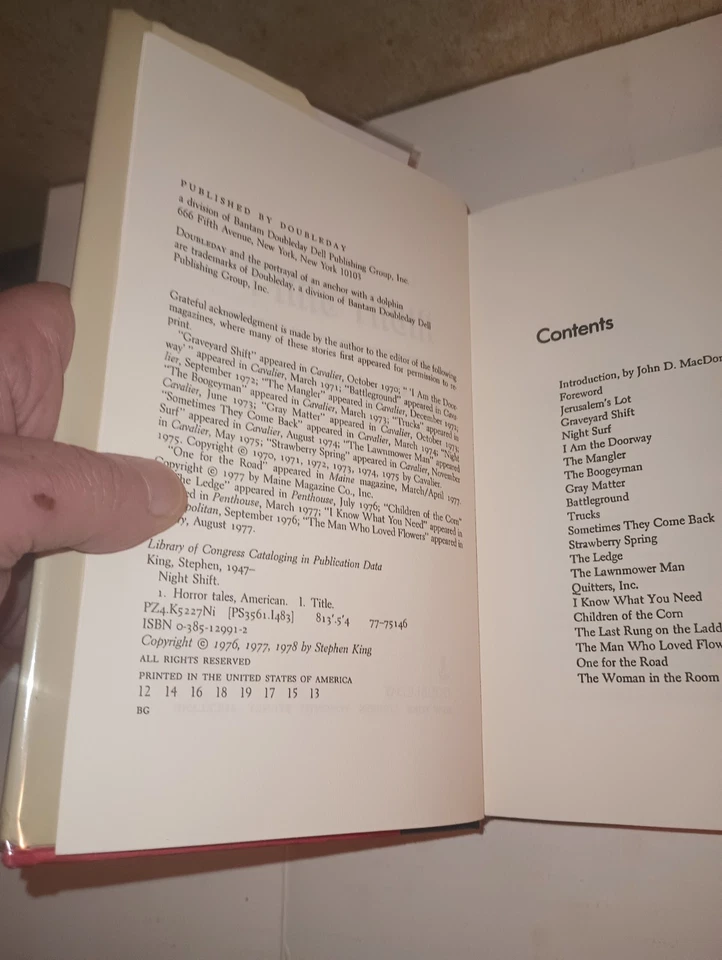 PUBLISHED BY DOUBLEDAY
a division of Bantam Doubleday Dell Publishing Group, Inc.
666 Fifth Avenue, New York, New York 10103
DOUBLEDAY and the portrayal of an anchor with a dolphin
are trademarks of Doubleday, a division of Bantam Doubleday Dell
Publishing Group, Inc.
Grateful acknowledgment is made by the author to the editor of the following
magazines, where many of these stories first appeared for permission to re-
print.
"Graveyard Shift" appeared in Cavalier, October 1970; "I Am the Door-
way'" appeared in Cavalier, March 1971; "Battleground" appeared in Cava-
lier, September 1972; "The Mangler" appeared in Cavalier, December 1972;
"The Boogeyman" appeared in Cavalier, March 1973; "Trucks" appeared in
Cavalier, June 1973; "Gray Matter" appeared in Cavalier, October 1973;
"Sometimes They Come Back" appeared in Cavalier, March 1974; "Night
Surf" appeared in Cavalier, August 1974; "The Lawnmower Man" appeared
in Cavalier, May 1975; "Strawberry Spring" appeared in Cavalier, November
1975. Copyright © 1970, 1971, 1972, 1973, 1974, 1975 by Cavalier.
"One for the Road" appeared in Maine magazine, March/April 1977.
Copyright © 1977 by Maine Magazine Co., Inc.
Ledge" appeared in Penthouse, July 1976; "Children of the Corn"
in Penthouse, March 1977; "I Know What You Need" appeared in
September 1976; "The Man Who Loved Flowers" appeared in
August 1977.
Library of Congress Cataloging in Publication Data
King, Stephen, 1947–
Night Shift.
1. Horror tales, American. I. Title.
PZ4.K5227Ni [PS3561.I483] 813'.5'4 77-75146
ISBN 0-385-12991-2
Copyright © 1976, 1977, 1978 by Stephen King
ALL RIGHTS RESERVED
PRINTED IN THE UNITED STATES OF AMERICA
12 14 16 18 19 17 15 13
BG
Contents
Introduction, by John D. MacDon
Foreword
Jerusalem's Lot
Graveyard Shift
Night Surf
I Am the Doorway
The Mangler
The Boogeyman
Gray Matter
Battleground
Trucks
Sometimes They Come Back
Strawberry Spring
The Ledge
The Lawnmower Man
Quitters, Inc.
I Know What You Need
Children of the Corn
The Last Rung on the Ladd
The Man Who Loved Flow
One for the Road
The Woman in the Room